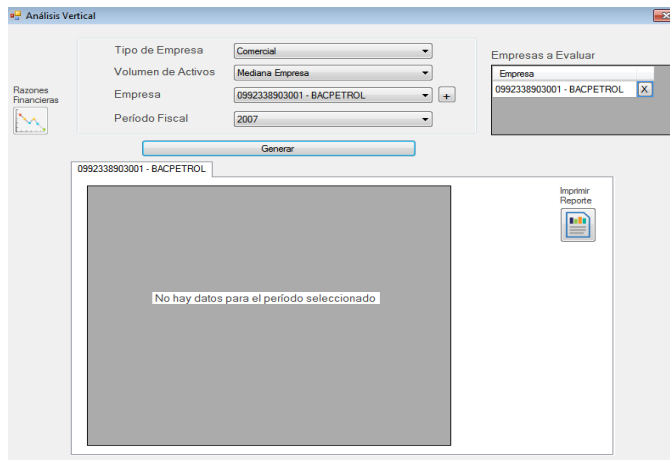 Análisis Vertical
Tipo de Empresa
Comercial
Volumen de Activos
Mediana Empresa
Empresa
0992338903001 - BACPETROL
+
Período Fiscal
2007
Empresas a Evaluar
Empresa
0992338903001 - BACPETROL
X
Razones
Financieras
Generar
0992338903001 - BACPETROL
Imprimir
Reporte
No hay datos para el período seleccionado